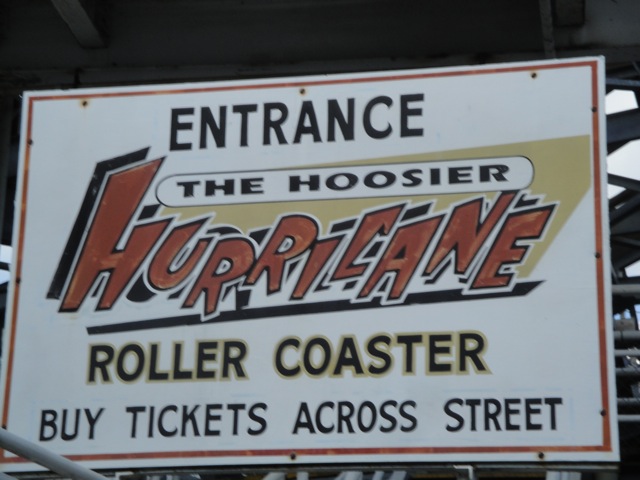 ENTRANCE
THE HOOSIER
HURRICANE
ROLLER COASTER
BUY TICKETS ACROSS STREET